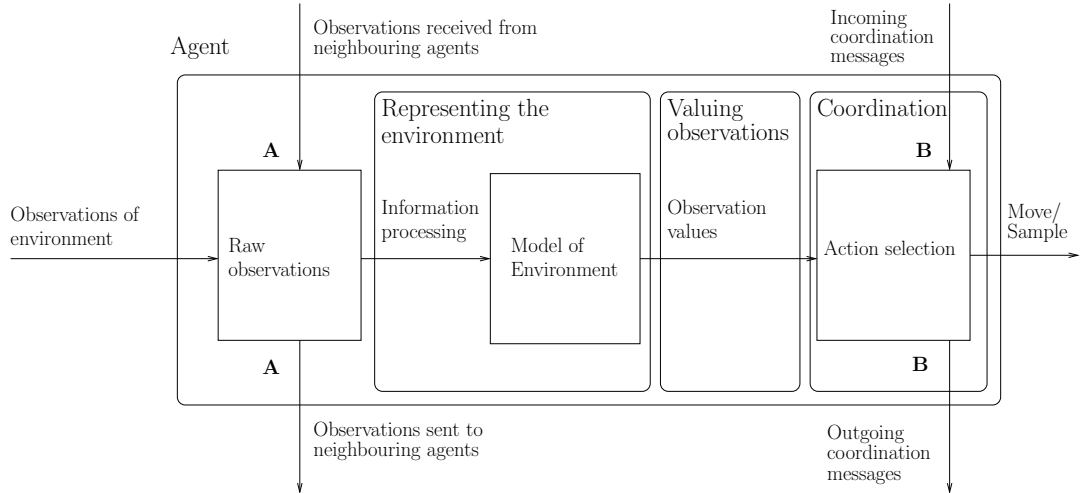 Agent
Observations received from
neighbouring agents
Incoming
coordination
messages
Representing the
environment
Valuing
observations
Coordination
A
B
Observations of
environment
Raw
observations
Information
processing
Model of
Environment
Observation
values
Action selection
Move/
Sample
A
B
Observations sent to
neighbouring agents
Outgoing
coordination
messages